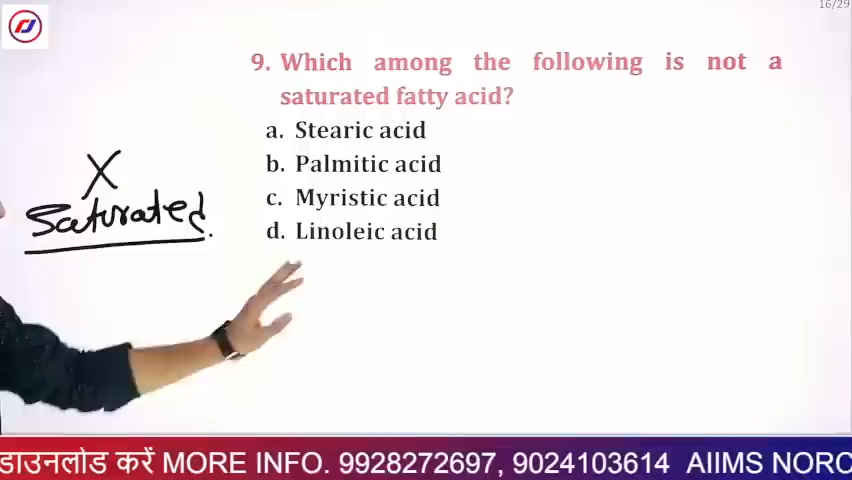 16/29
9. Which among the following is not a
saturated fatty acid?
a. Stearic acid
b. Palmitic acid
c. Myristic acid
d. Linoleic acid
X
Saturated.
डाउनलोड करें MORE INFO. 9928272697, 9024103614 AIIMS NORC